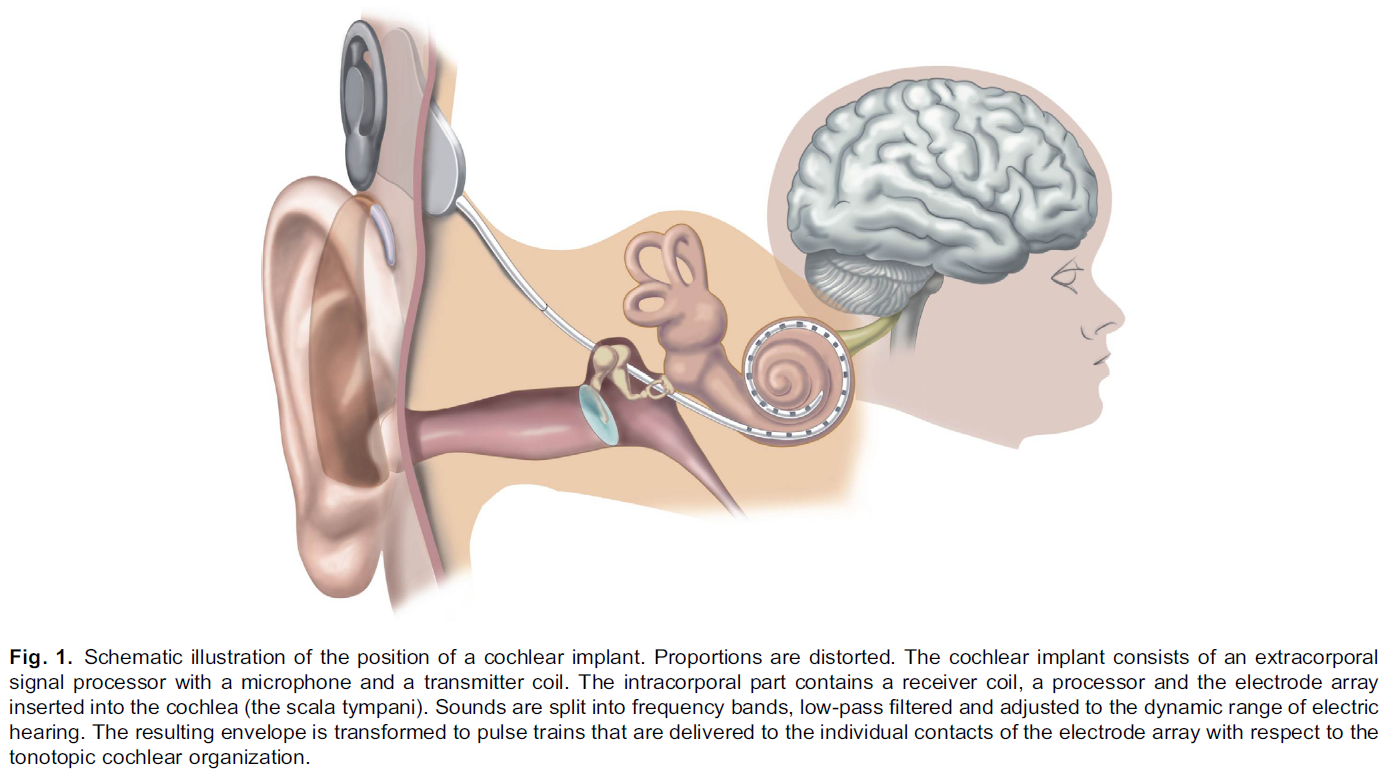 Fig. 1. Schematic illustration of the position of a cochlear implant. Proportions are distorted. The cochlear implant consists of an extracorporal
signal processor with a microphone and a transmitter coil. The intracorporal part contains a receiver coil, a processor and the electrode array
inserted into the cochlea (the scala tympani). Sounds are split into frequency bands, low-pass filtered and adjusted to the dynamic range of electric
hearing. The resulting envelope is transformed to pulse trains that are delivered to the individual contacts of the electrode array with respect to the
tonotopic cochlear organization.